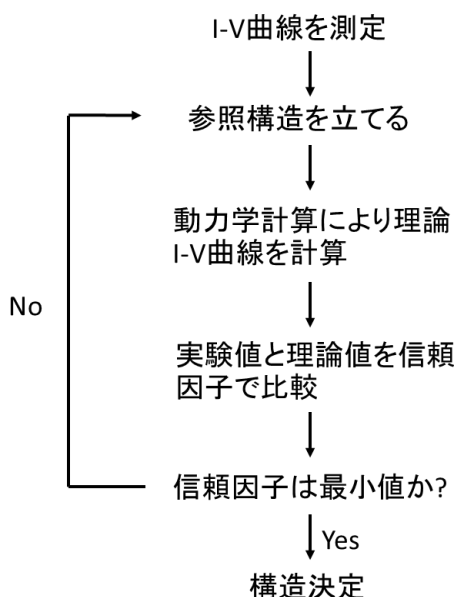 I-V曲線を測定
参照構造を立てる
動力学計算により理論
I-V曲線を計算
No
実験値と理論値を信頼
因子で比較
信頼因子は最小値か?
Yes
構造決定